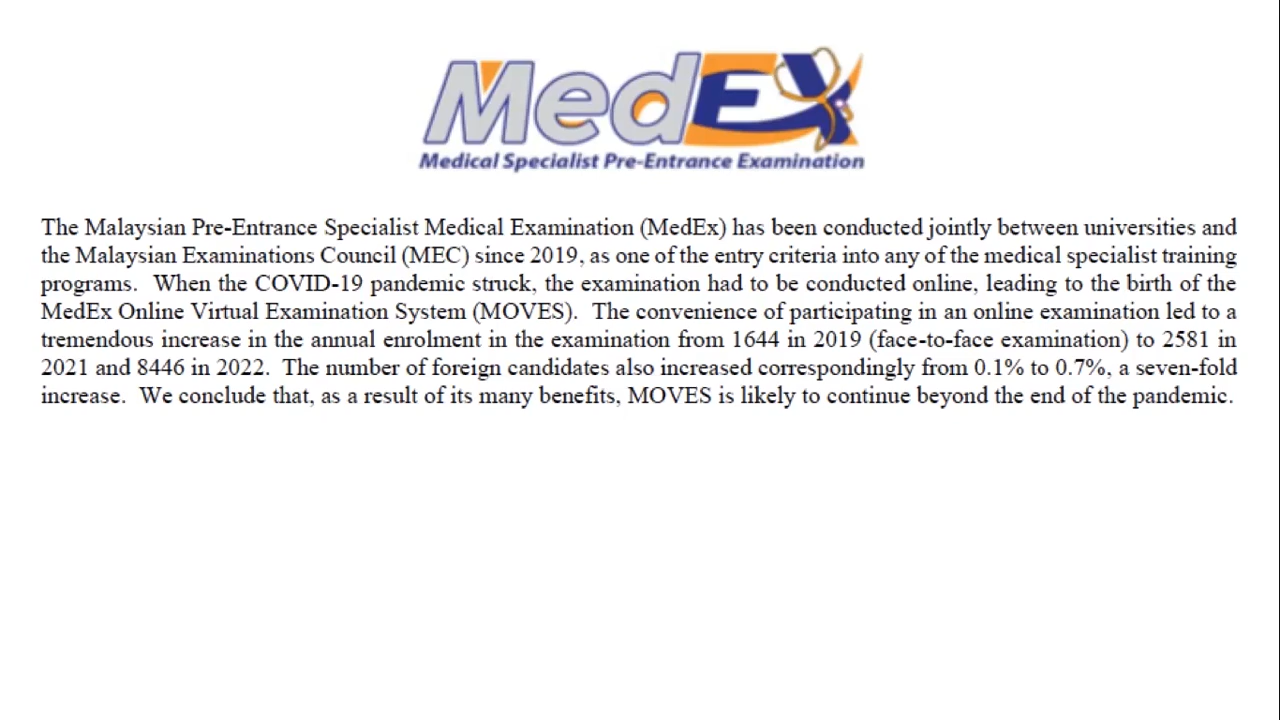 MedEX
Medical Specialist Pre-Entrance Examination
The Malaysian Pre-Entrance Specialist Medical Examination (MedEx) has been conducted jointly between universities and
the Malaysian Examinations Council (MEC) since 2019, as one of the entry criteria into any of the medical specialist training
programs.  When the COVID-19 pandemic struck, the examination had to be conducted online, leading to the birth of the
MedEx Online Virtual Examination System (MOVES).  The convenience of participating in an online examination led to a
tremendous increase in the annual enrolment in the examination from 1644 in 2019 (face-to-face examination) to 2581 in
2021 and 8446 in 2022.  The number of foreign candidates also increased correspondingly from 0.1% to 0.7%, a seven-fold
increase.  We conclude that, as a result of its many benefits, MOVES is likely to continue beyond the end of the pandemic.